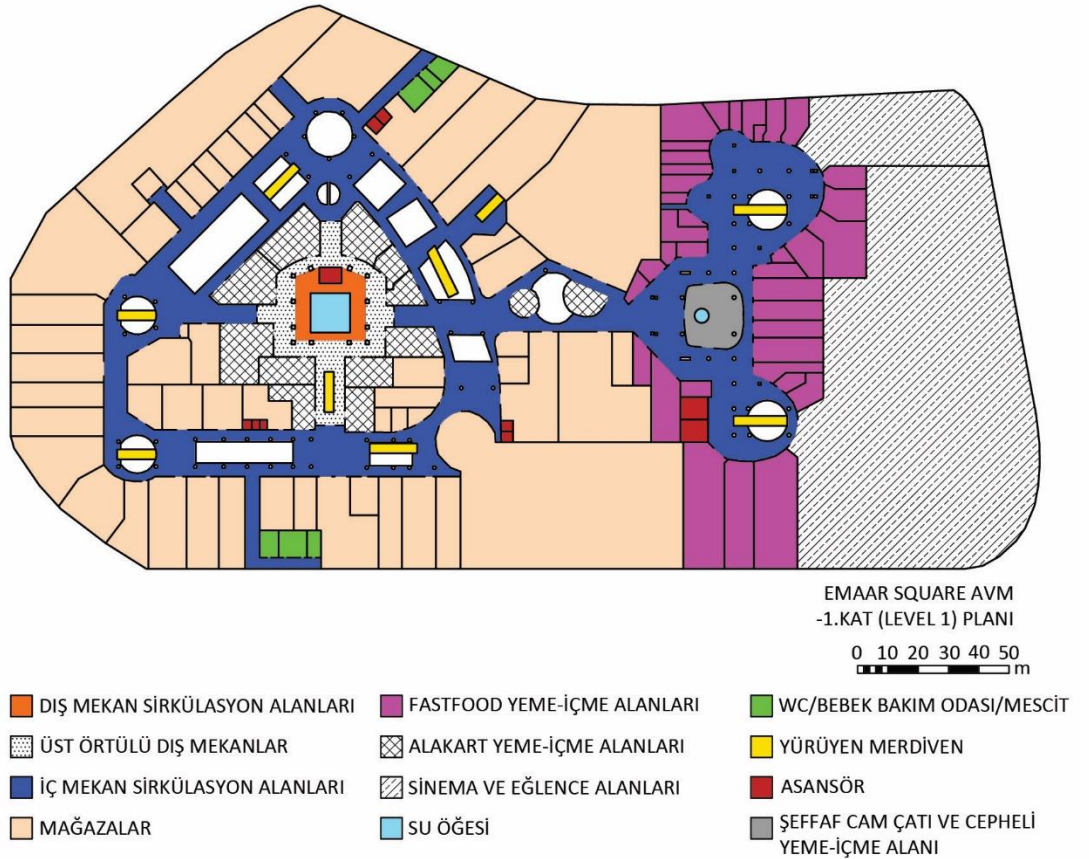 EMAAR SQUARE AVM
-1.KAT (LEVEL 1) PLANI
0 10 20 30 40 50
m
DIŞ MEKAN SİRKÜLASYON ALANLARI
ÜST ÖRTÜLÜ DIŞ MEKANLAR
İÇ MEKAN SİRKÜLASYON ALANLARI
MAĞAZALAR
FASTFOOD YEME-İÇME ALANLARI
ALAKART YEME-İÇME ALANLARI
SİNEMA VE EĞLENCE ALANLARI
SU ÖĞESİ
WC/BEBEK BAKIM ODASI/MESCİT
YÜRÜYEN MERDİVEN
ASANSÖR
ŞEFFAF CAM ÇATI VE CEPHELİ
YEME-İÇME ALANI